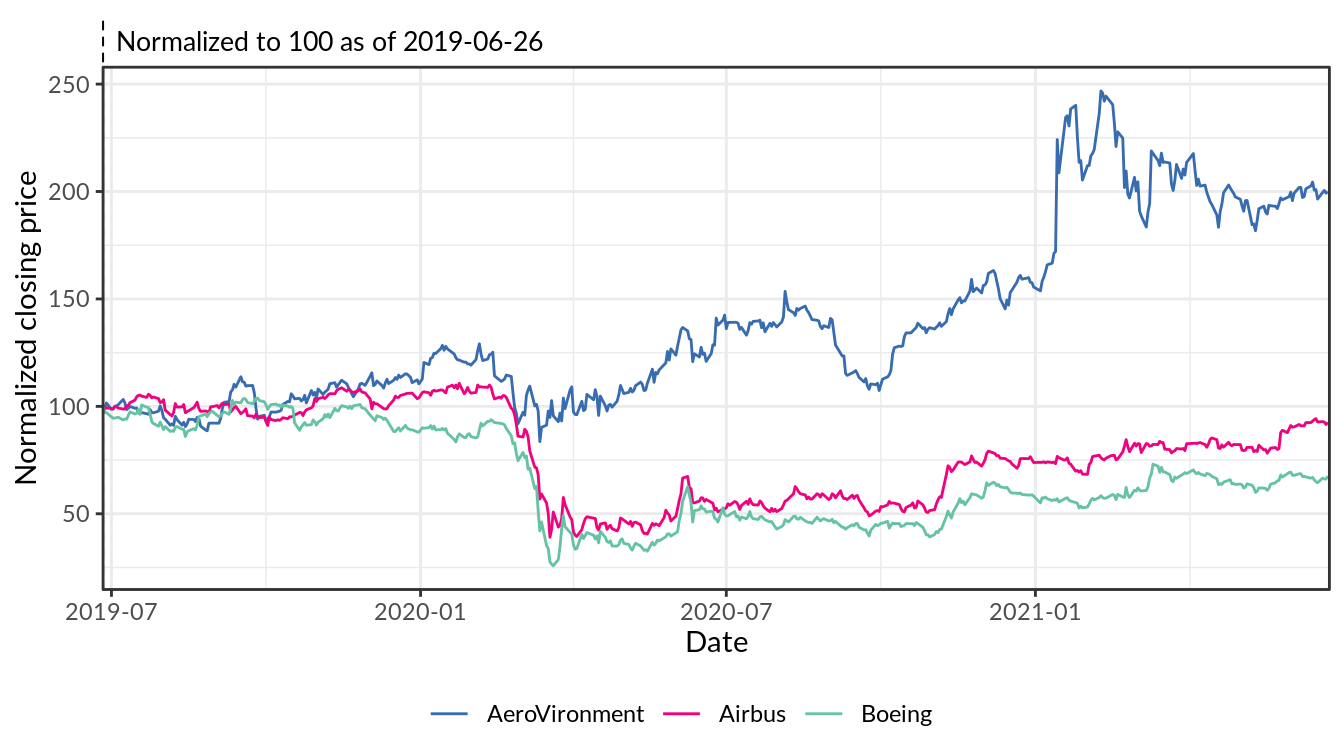 Normalized to 100 as of 2019-06-26
Normalized closing price
250
200
150
100
50
2019-07
2020-01
2020-07
2021-01
Date
AeroVironment
Airbus
Boeing